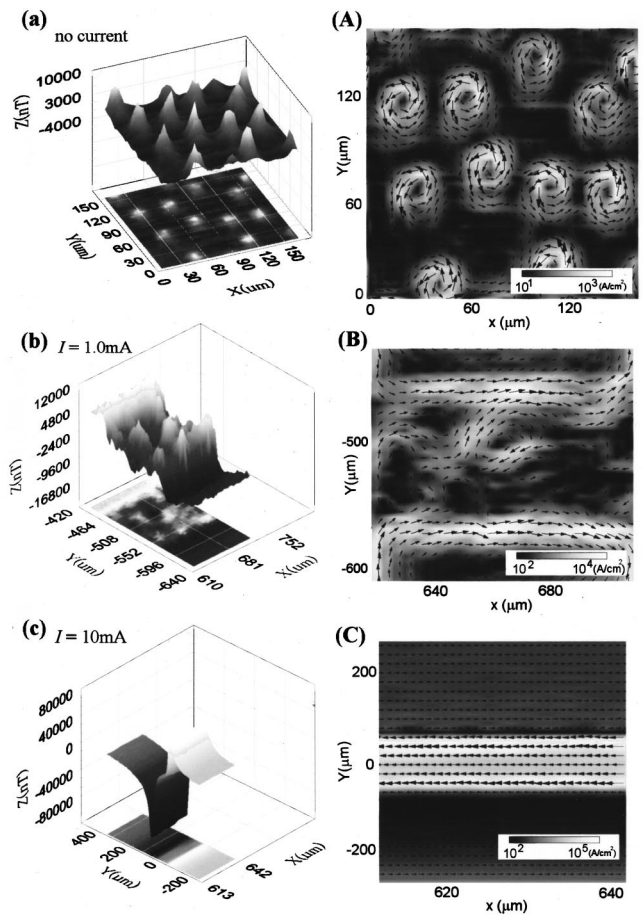 (a)
no current
10000
3000
-4000
Z(nT)
150
120
90
60
30
0
Y(um)
0
30
60
90
120
150
X(um)
(A)
120
60
0
Y(μm)
0
60
120
x (μm)
10¹ 10³ (A/cm²)
(b)
I = 1.0mA
12000
4800
-2400
-9600
-16800
Z(nT)
-420
-464
-508
-552
-596
-640
Y(um)
610
681
752
X(um)
(B)
-500
-600
Y(μm)
640
680
x (μm)
10² 10⁴ (A/cm²)
(c)
I = 10mA
80000
40000
0
-40000
-80000
Z(nT)
400
200
0
-200
Y(um)
613
642
X(um)
(C)
200
0
-200
Y(μm)
620
640
x (μm)
10² 10⁵ (A/cm²)